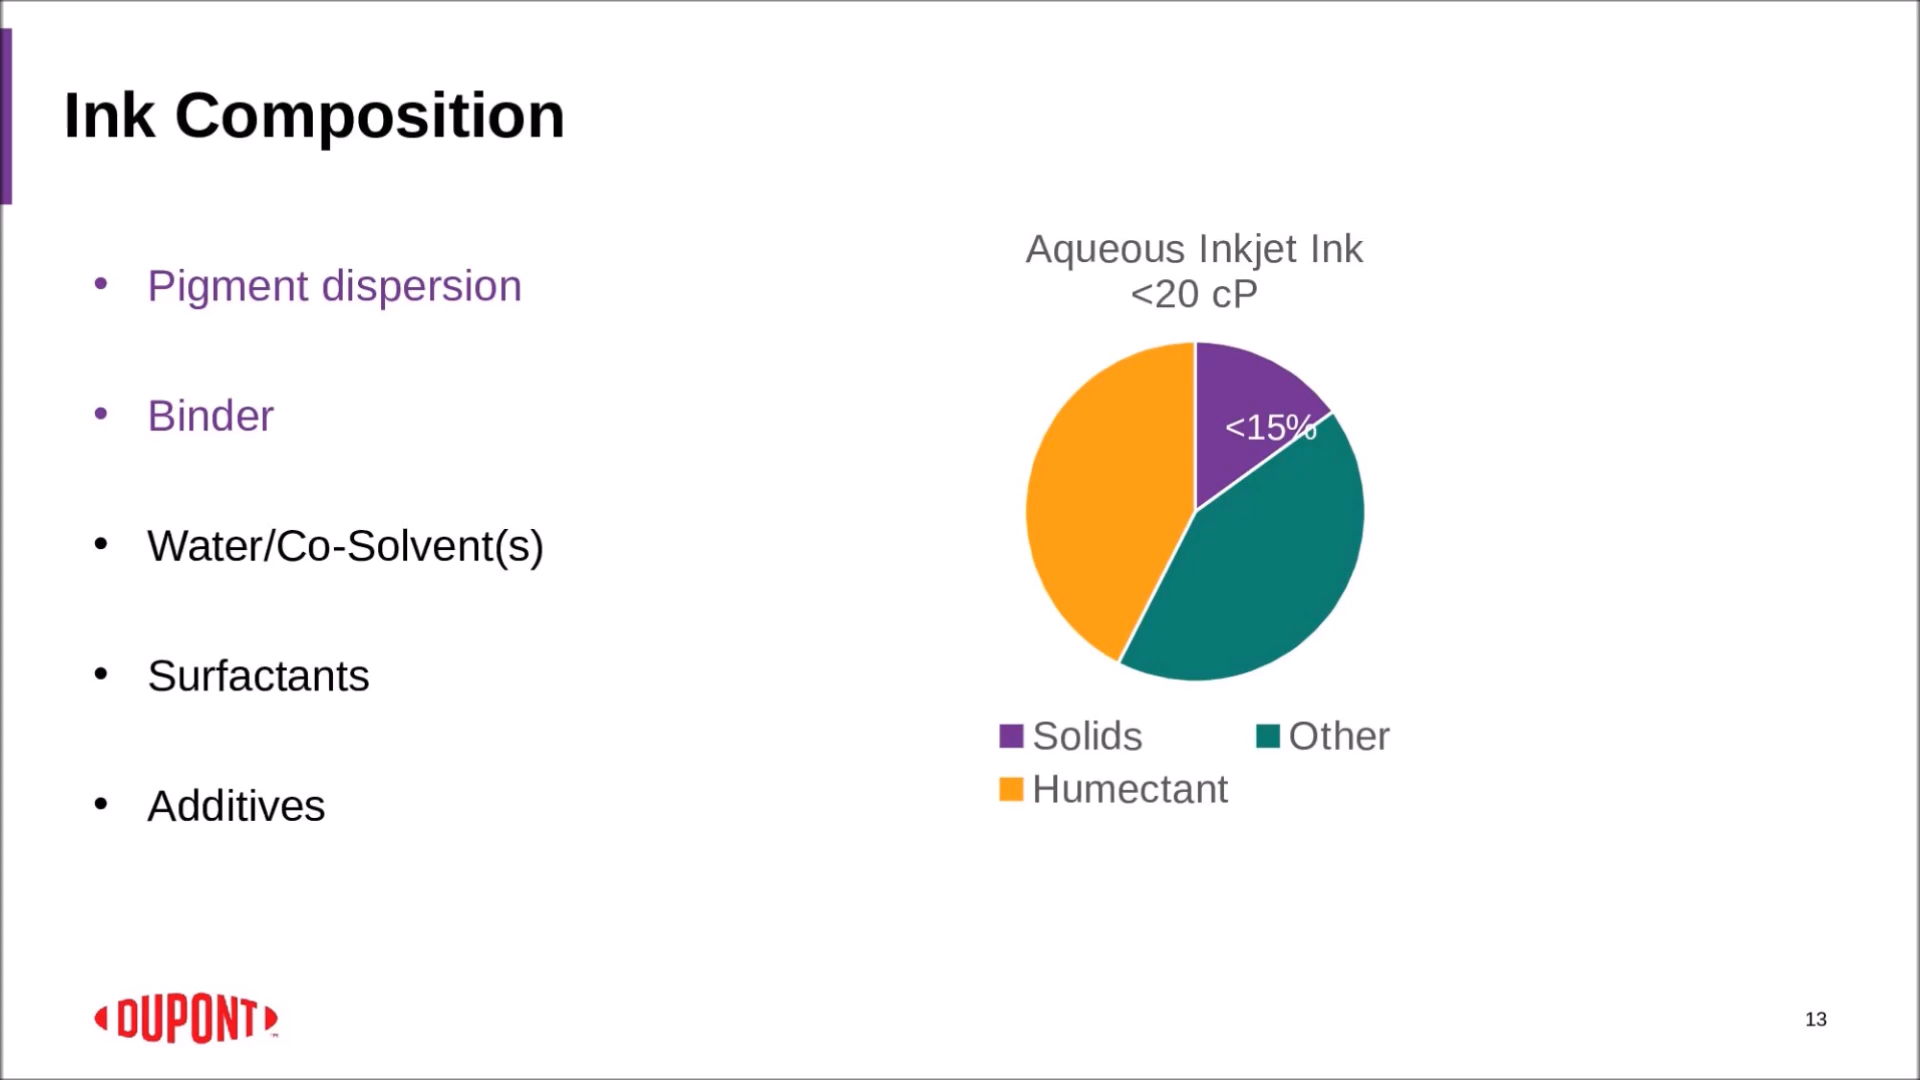 Ink Composition
• Pigment dispersion
• Binder
• Water/Co-Solvent(s)
• Surfactants
• Additives
Aqueous Inkjet Ink
<20 cP
<15%
Solids
Other
Humectant
DUPONT
13